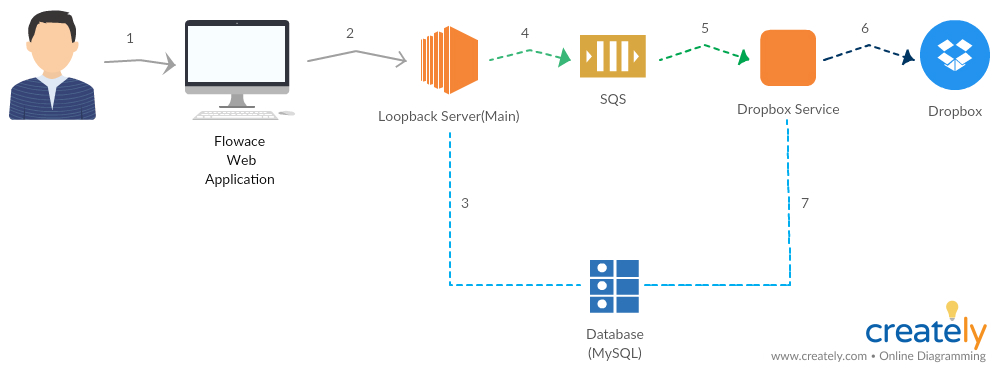 1
2
4
5
6
Flowace
Web
Application
Loopback Server(Main)
SQS
Dropbox Service
Dropbox
3
7
Database
(MySQL)
creately
www.creately.com • Online Diagramming